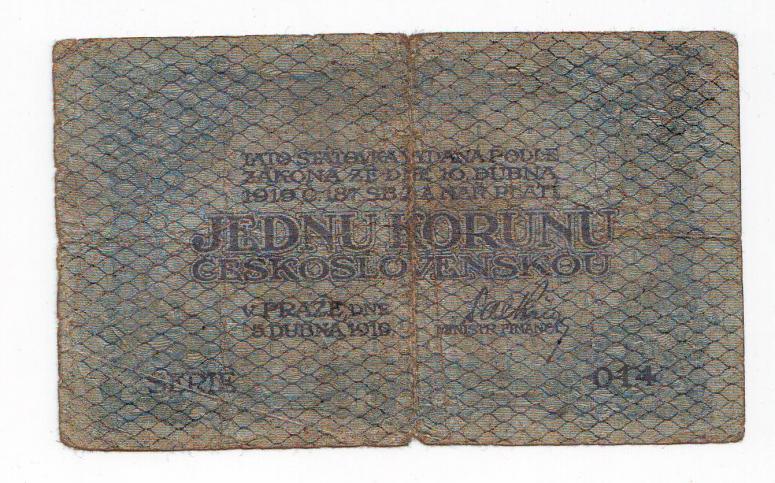 TATO STÁTOVKA VYDANÁ PODLE
ZÁKONA ZE DNE 10. DUBNA
1919 Č. 187 SB. Z. A NAŘ. PLATÍ
JEDNU KORUNU
ČESKOSLOVENSKOU
V PRAZE, DNE
15. DUBNA 1919.
MINISTR FINANCÍ
SERIE
014